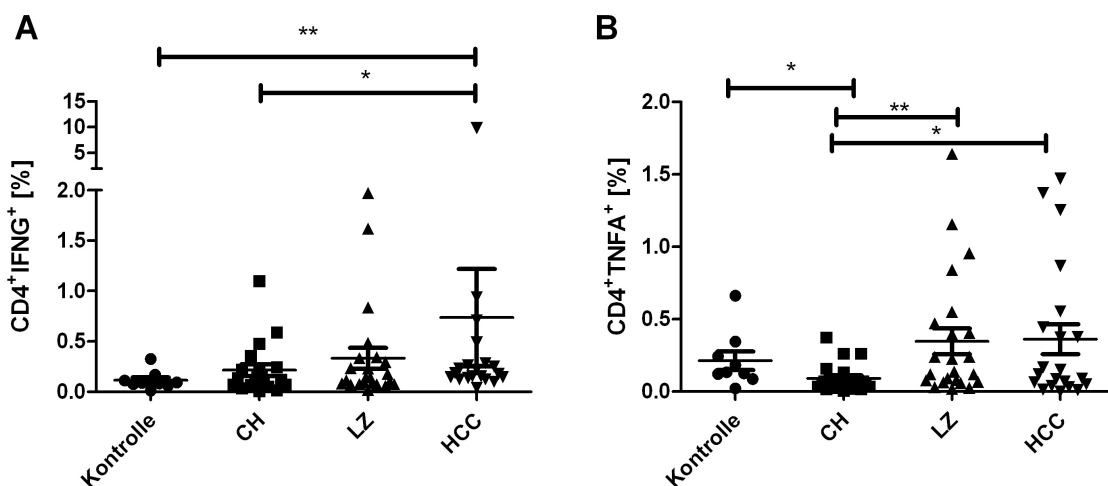 A
**
*
15
10
5
2.0
1.5
1.0
0.5
0.0
CD4+IFNG+ [%]
Kontrolle
CH
LZ
HCC
B
*
**
*
2.0
1.5
1.0
0.5
0.0
CD4+TNFA+ [%]
Kontrolle
CH
LZ
HCC